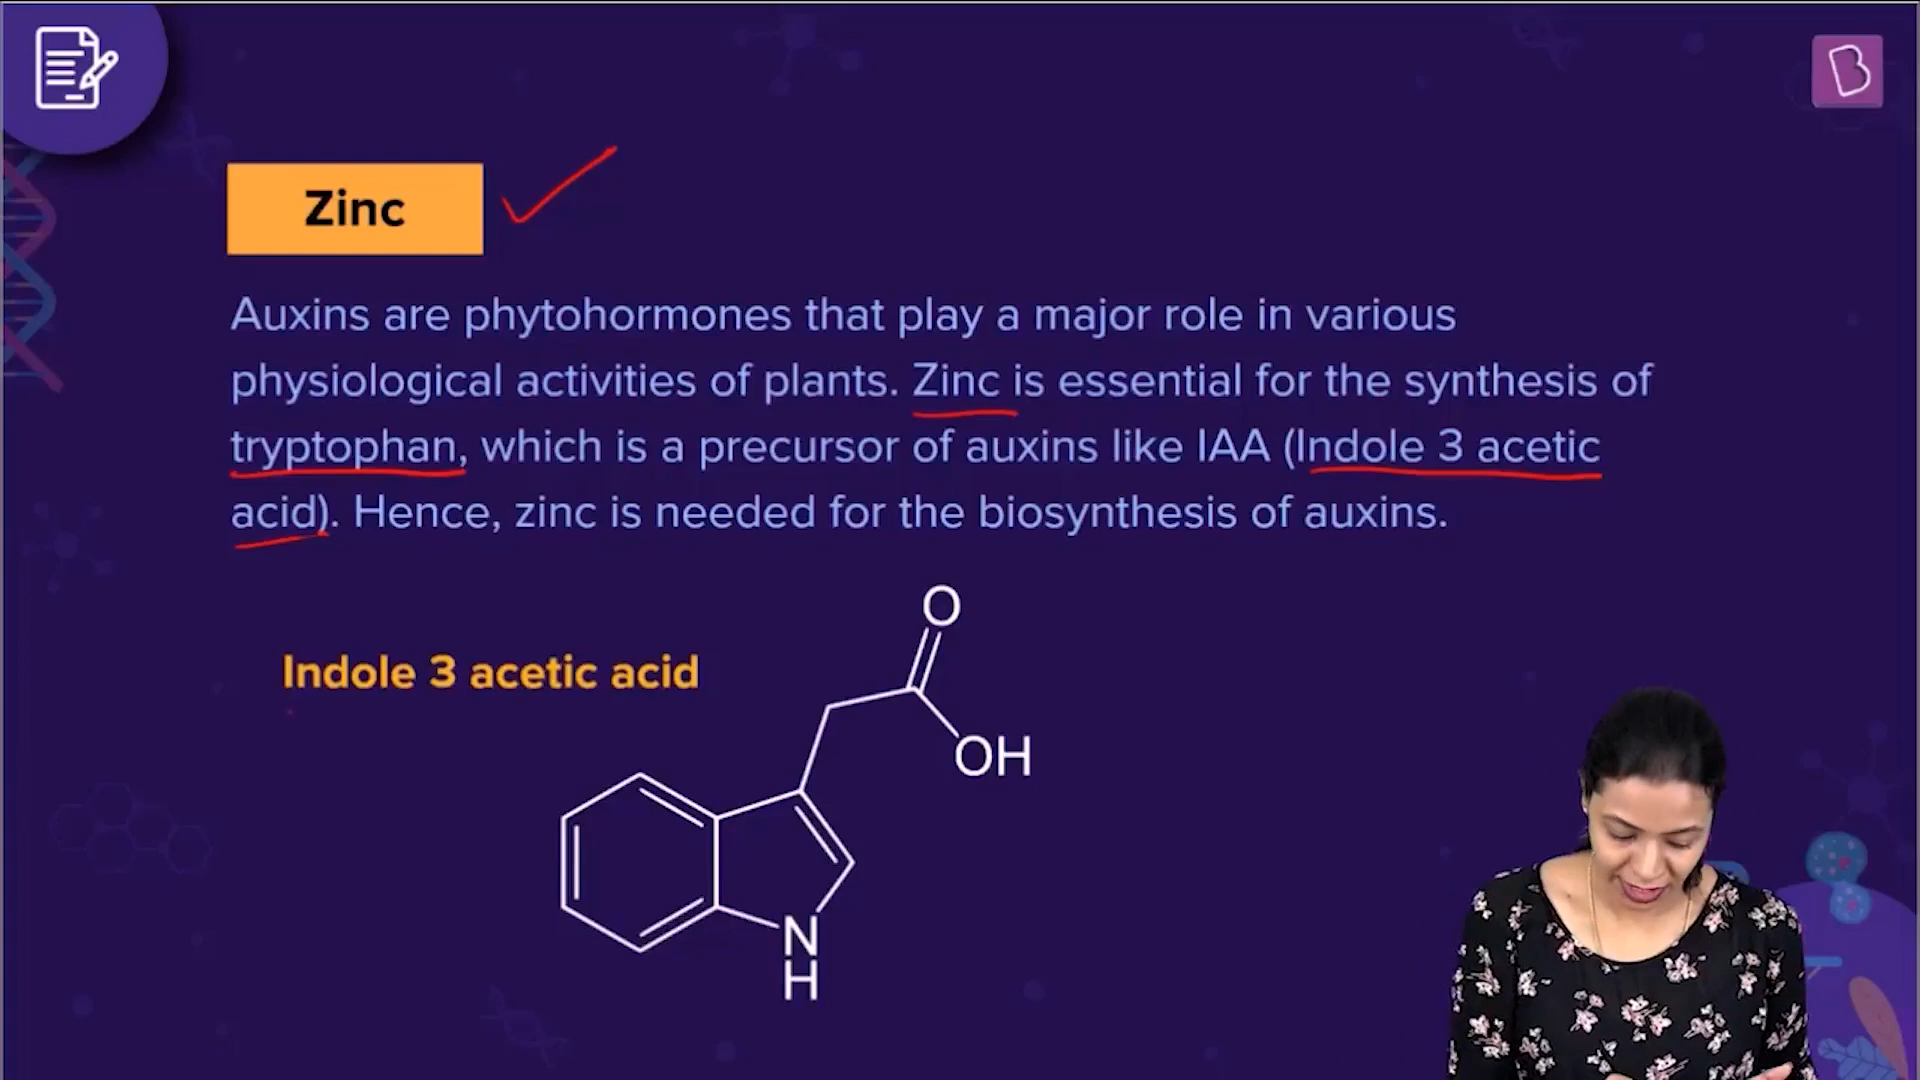 B
Zinc
Auxins are phytohormones that play a major role in various
physiological activities of plants. Zinc is essential for the synthesis of
tryptophan, which is a precursor of auxins like IAA (Indole 3 acetic
acid). Hence, zinc is needed for the biosynthesis of auxins.
O
Indole 3 acetic acid
OH
N
H